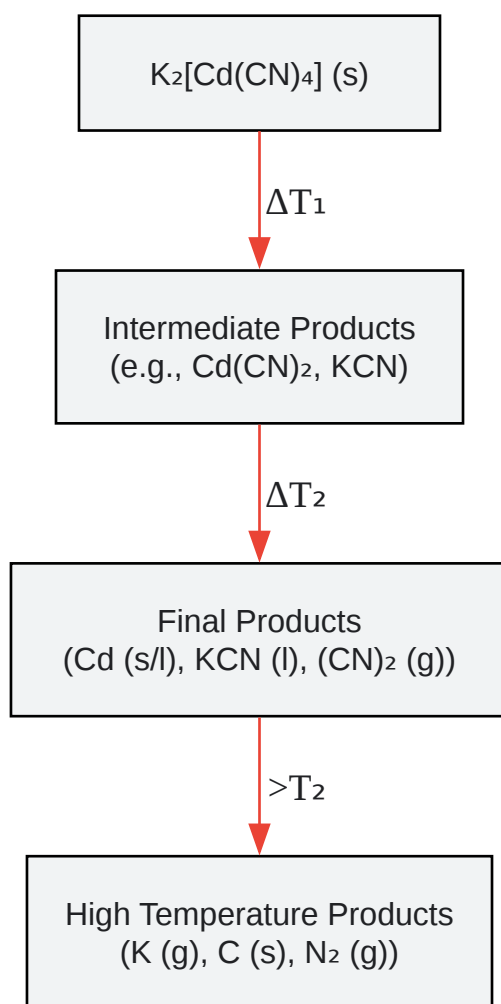 K₂[Cd(CN)₄] (s)
ΔT₁
Intermediate Products
(e.g., Cd(CN)₂, KCN)
ΔT₂
Final Products
(Cd (s/l), KCN (l), (CN)₂ (g))
>T₂
High Temperature Products
(K (g), C (s), N₂ (g))